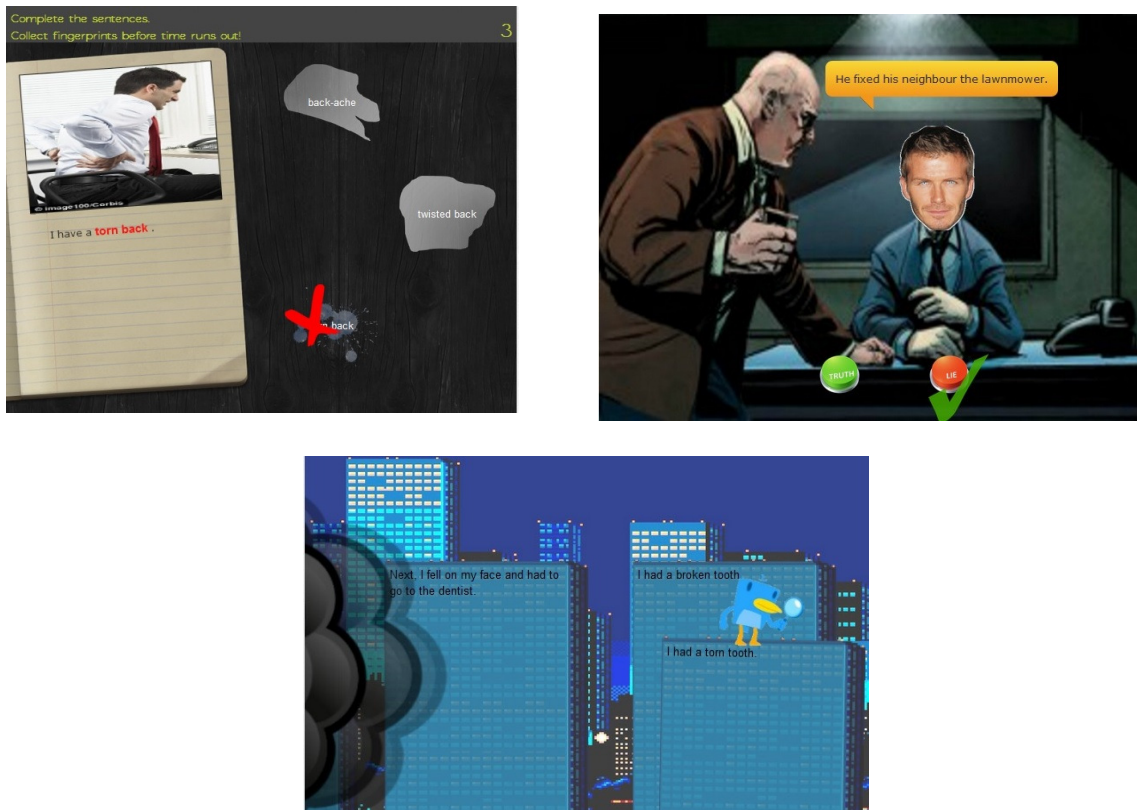 Complete the sentences.
Collect fingerprints before time runs out!
3
back-ache
© image100/Corbis
twisted back
I have a torn back .
back
He fixed his neighbour the lawnmower.
TRUTH
LIE
Next, I fell on my face and had to
go to the dentist.
I had a broken tooth
I had a torn tooth.